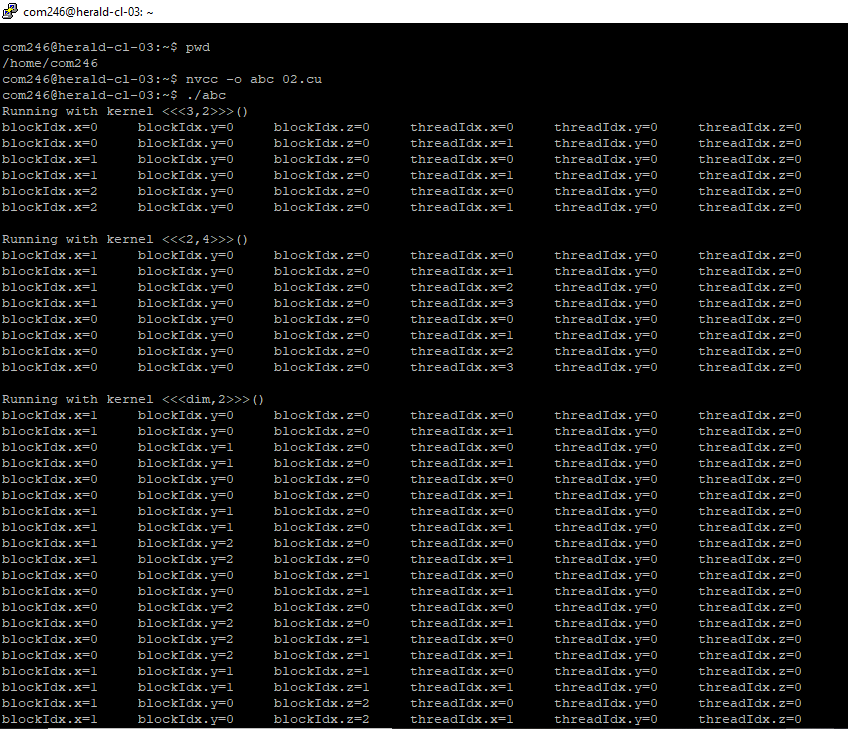 com246@herald-cl-03: ~
com246@herald-cl-03:~$ pwd
/home/com246
com246@herald-cl-03:~$ nvcc -o abc 02.cu
com246@herald-cl-03:~$ ./abc
Running with kernel <<<3,2>>>()
blockIdx.x=0 blockIdx.y=0 blockIdx.z=0 threadIdx.x=0 threadIdx.y=0 threadIdx.z=0
blockIdx.x=0 blockIdx.y=0 blockIdx.z=0 threadIdx.x=1 threadIdx.y=0 threadIdx.z=0
blockIdx.x=1 blockIdx.y=0 blockIdx.z=0 threadIdx.x=0 threadIdx.y=0 threadIdx.z=0
blockIdx.x=1 blockIdx.y=0 blockIdx.z=0 threadIdx.x=1 threadIdx.y=0 threadIdx.z=0
blockIdx.x=2 blockIdx.y=0 blockIdx.z=0 threadIdx.x=0 threadIdx.y=0 threadIdx.z=0
blockIdx.x=2 blockIdx.y=0 blockIdx.z=0 threadIdx.x=1 threadIdx.y=0 threadIdx.z=0
Running with kernel <<<2,4>>>()
blockIdx.x=1 blockIdx.y=0 blockIdx.z=0 threadIdx.x=0 threadIdx.y=0 threadIdx.z=0
blockIdx.x=1 blockIdx.y=0 blockIdx.z=0 threadIdx.x=1 threadIdx.y=0 threadIdx.z=0
blockIdx.x=1 blockIdx.y=0 blockIdx.z=0 threadIdx.x=2 threadIdx.y=0 threadIdx.z=0
blockIdx.x=1 blockIdx.y=0 blockIdx.z=0 threadIdx.x=3 threadIdx.y=0 threadIdx.z=0
blockIdx.x=0 blockIdx.y=0 blockIdx.z=0 threadIdx.x=0 threadIdx.y=0 threadIdx.z=0
blockIdx.x=0 blockIdx.y=0 blockIdx.z=0 threadIdx.x=1 threadIdx.y=0 threadIdx.z=0
blockIdx.x=0 blockIdx.y=0 blockIdx.z=0 threadIdx.x=2 threadIdx.y=0 threadIdx.z=0
blockIdx.x=0 blockIdx.y=0 blockIdx.z=0 threadIdx.x=3 threadIdx.y=0 threadIdx.z=0
Running with kernel <<<dim,2>>>()
blockIdx.x=1 blockIdx.y=0 blockIdx.z=0 threadIdx.x=0 threadIdx.y=0 threadIdx.z=0
blockIdx.x=1 blockIdx.y=0 blockIdx.z=0 threadIdx.x=1 threadIdx.y=0 threadIdx.z=0
blockIdx.x=0 blockIdx.y=1 blockIdx.z=0 threadIdx.x=0 threadIdx.y=0 threadIdx.z=0
blockIdx.x=0 blockIdx.y=1 blockIdx.z=0 threadIdx.x=1 threadIdx.y=0 threadIdx.z=0
blockIdx.x=0 blockIdx.y=0 blockIdx.z=0 threadIdx.x=0 threadIdx.y=0 threadIdx.z=0
blockIdx.x=0 blockIdx.y=0 blockIdx.z=0 threadIdx.x=1 threadIdx.y=0 threadIdx.z=0
blockIdx.x=1 blockIdx.y=1 blockIdx.z=0 threadIdx.x=0 threadIdx.y=0 threadIdx.z=0
blockIdx.x=1 blockIdx.y=1 blockIdx.z=0 threadIdx.x=1 threadIdx.y=0 threadIdx.z=0
blockIdx.x=1 blockIdx.y=2 blockIdx.z=0 threadIdx.x=0 threadIdx.y=0 threadIdx.z=0
blockIdx.x=1 blockIdx.y=2 blockIdx.z=0 threadIdx.x=1 threadIdx.y=0 threadIdx.z=0
blockIdx.x=0 blockIdx.y=0 blockIdx.z=1 threadIdx.x=0 threadIdx.y=0 threadIdx.z=0
blockIdx.x=0 blockIdx.y=0 blockIdx.z=1 threadIdx.x=1 threadIdx.y=0 threadIdx.z=0
blockIdx.x=0 blockIdx.y=2 blockIdx.z=0 threadIdx.x=0 threadIdx.y=0 threadIdx.z=0
blockIdx.x=0 blockIdx.y=2 blockIdx.z=0 threadIdx.x=1 threadIdx.y=0 threadIdx.z=0
blockIdx.x=0 blockIdx.y=2 blockIdx.z=1 threadIdx.x=0 threadIdx.y=0 threadIdx.z=0
blockIdx.x=0 blockIdx.y=2 blockIdx.z=1 threadIdx.x=1 threadIdx.y=0 threadIdx.z=0
blockIdx.x=1 blockIdx.y=1 blockIdx.z=1 threadIdx.x=0 threadIdx.y=0 threadIdx.z=0
blockIdx.x=1 blockIdx.y=1 blockIdx.z=1 threadIdx.x=1 threadIdx.y=0 threadIdx.z=0
blockIdx.x=1 blockIdx.y=0 blockIdx.z=2 threadIdx.x=0 threadIdx.y=0 threadIdx.z=0
blockIdx.x=1 blockIdx.y=0 blockIdx.z=2 threadIdx.x=1 threadIdx.y=0 threadIdx.z=0